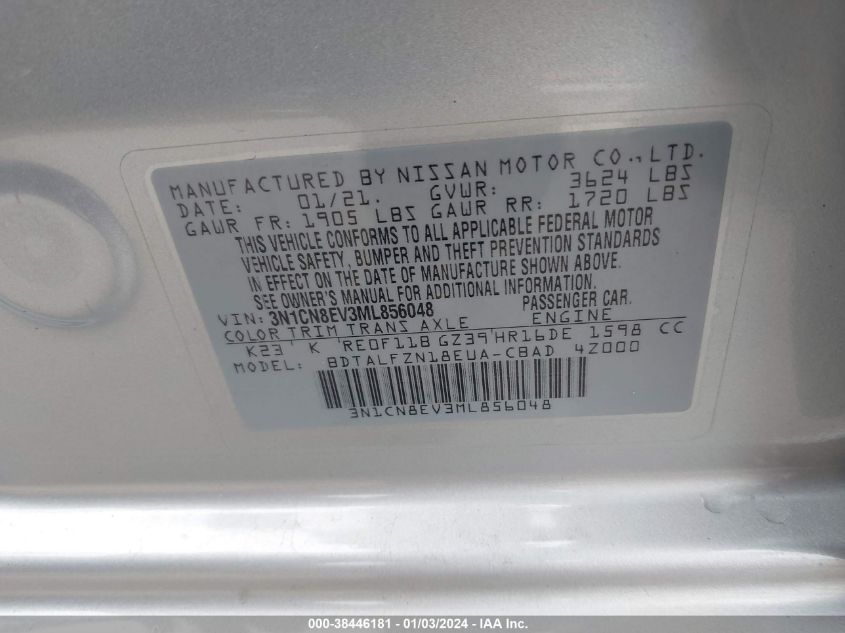 MANUFACTURED BY NISSAN MOTOR CO., LTD.
DATE: 01/21. GVWR: 3624 LBS
GAWR FR: 1905 LBS GAWR RR: 1720 LBS
THIS VEHICLE CONFORMS TO ALL APPLICABLE FEDERAL MOTOR
VEHICLE SAFETY, BUMPER AND THEFT PREVENTION STANDARDS
IN EFFECT ON THE DATE OF MANUFACTURE SHOWN ABOVE.
SEE OWNER'S MANUAL FOR ADDITIONAL INFORMATION.
VIN: 3N1CN8EV3ML856048 PASSENGER CAR.
COLOR TRIM TRANS AXLE ENGINE
K23 K RE0F11B GZ39 HR16DE 1598 CC
MODEL: BDTALFZN18EUA-CBAD 4Z000
3N1CN8EV3ML856048
000-38446181 - 01/03/2024 - IAA Inc.